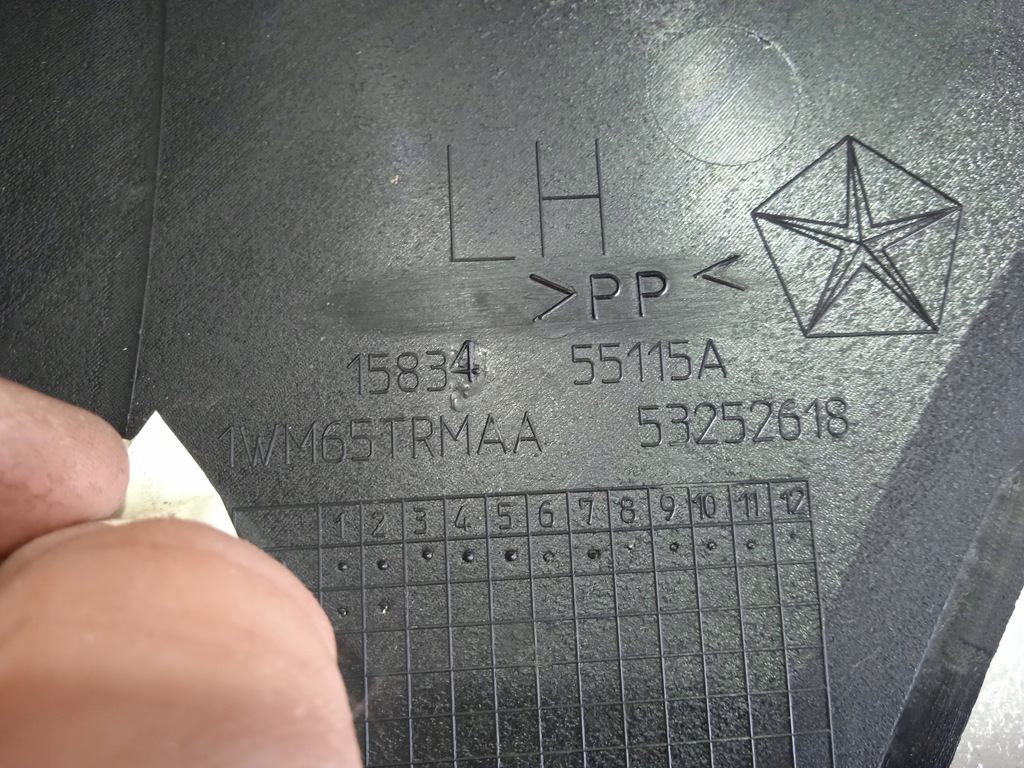 LH
>PP<
15834 55115A
1WM65TRMAA 53252618
1 2 3 4 5 6 7 8 9 10 11 12